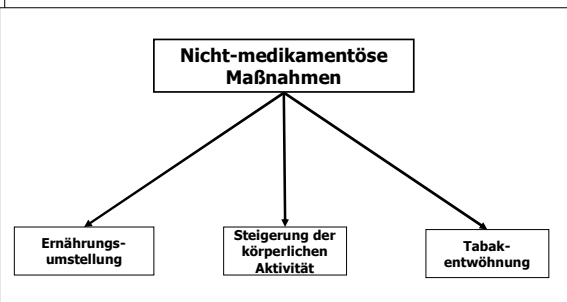 Nicht-medikamentöse
Maßnahmen
Ernährungs-
umstellung
Steigerung der
körperlichen
Aktivität
Tabak-
entwöhnung